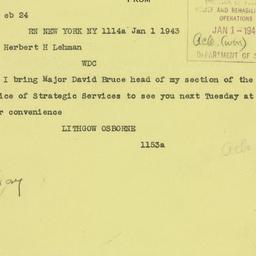 FROM
eb 24
RN NEW YORK NY 1114a Jan 1 1943
Herbert H Lehman
WDC
I bring Major David Bruce head of my section of the
ice of Strategic Services to see you next Tuesday at
r convenience
LITHGOW OSBORNE
1153a
AND REHABILI
OPERATIONS
JAN 1 - 194
DEPARTMENT OF S